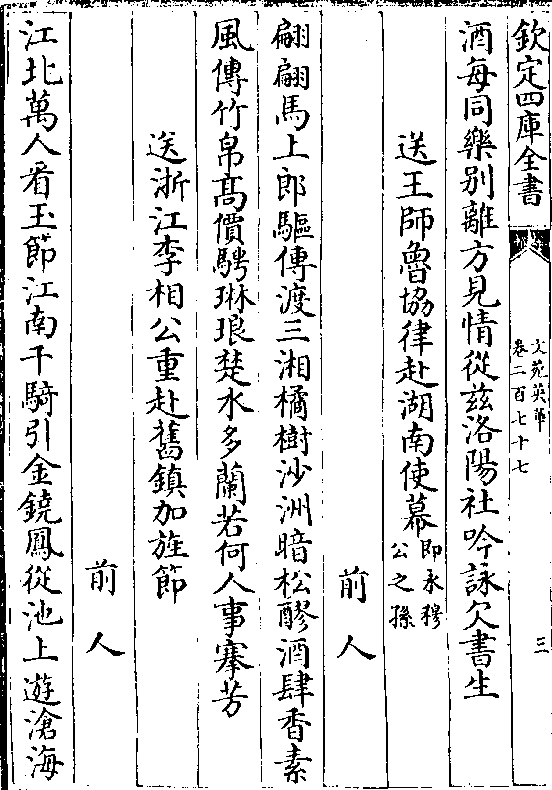 欽定四庫全書
文苑英華
卷二百七十七
三
酒每同樂别離方見情從兹洛陽社吟詠欠書生
送王師魯協律赴湖南使幕即永穆
公之孫
前人
翩翩馬上郎驅傳渡三湘橘樹沙洲暗松醪酒肆香素
風傳竹帛髙價騁琳琅楚水多蘭若何人事搴芳
送浙江李相公重赴舊鎮加旌節
前人
江北萬人㸔玉節江南千騎引金鐃鳳從池上遊滄海